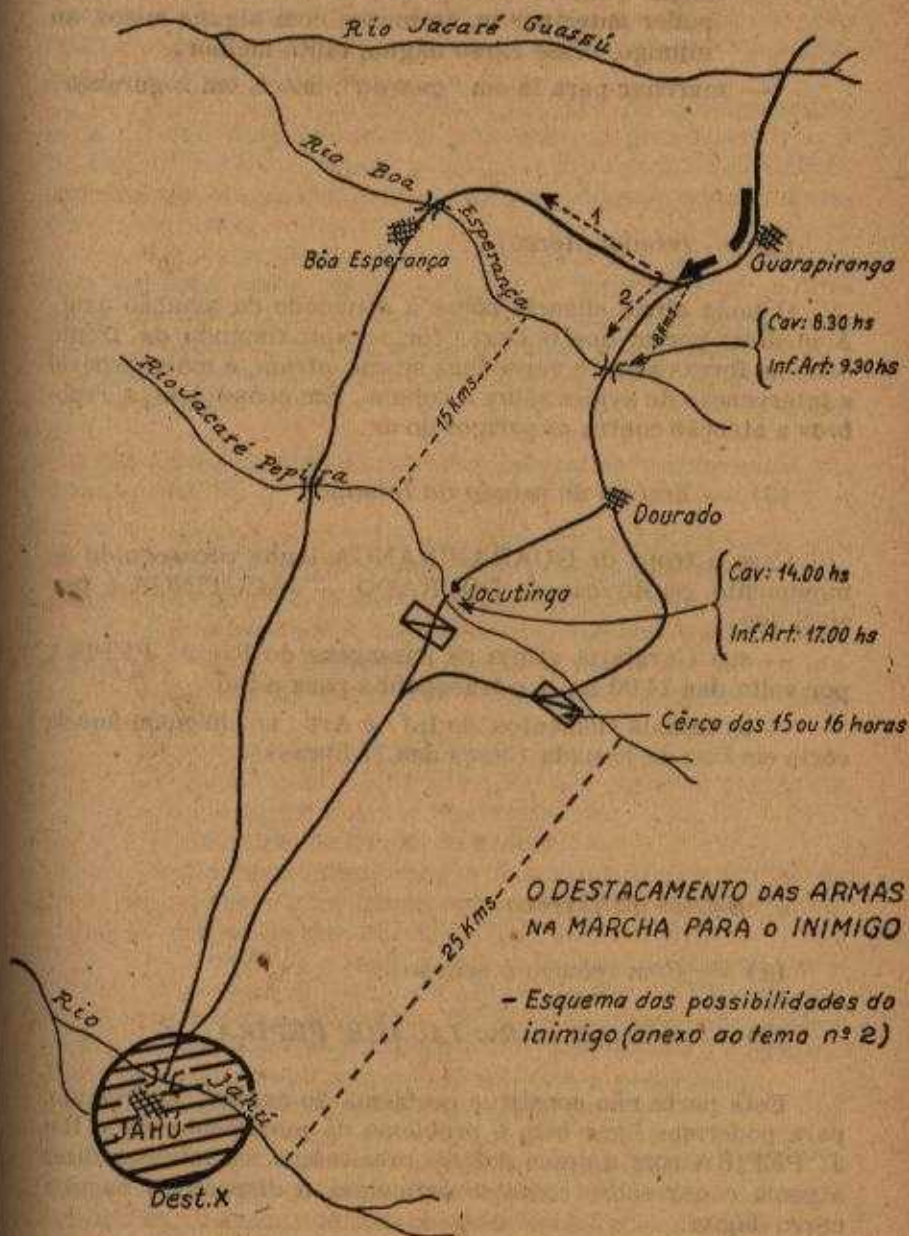 Rio Jacaré Guassú
Rio Boa
Esperança
1
Bôa Esperança
Guarapiranga
2
8Kms
Cav: 8.30 hs
Inf.Art: 9.30 hs
Rio Jacaré Pepira
15 Kms
Dourado
Jacutinga
Cav: 14.00 hs
Inf.Art: 17.00 hs
Cêrca das 15 ou 16 horas
25 Kms
O DESTACAMENTO DAS ARMAS
NA MARCHA PARA O INIMIGO
- Esquema das possibilidades do
inimigo (anexo ao tema nº 2)
Rio
Jahú
JAHÚ
Dest.X